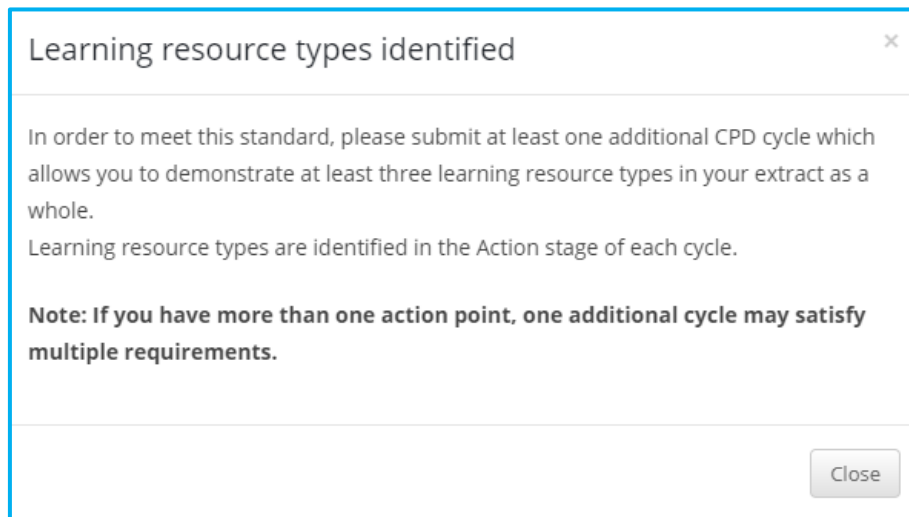 Learning resource types identified
×
In order to meet this standard, please submit at least one additional CPD cycle which
allows you to demonstrate at least three learning resource types in your extract as a
whole.
Learning resource types are identified in the Action stage of each cycle.
Note: If you have more than one action point, one additional cycle may satisfy
multiple requirements.
Close